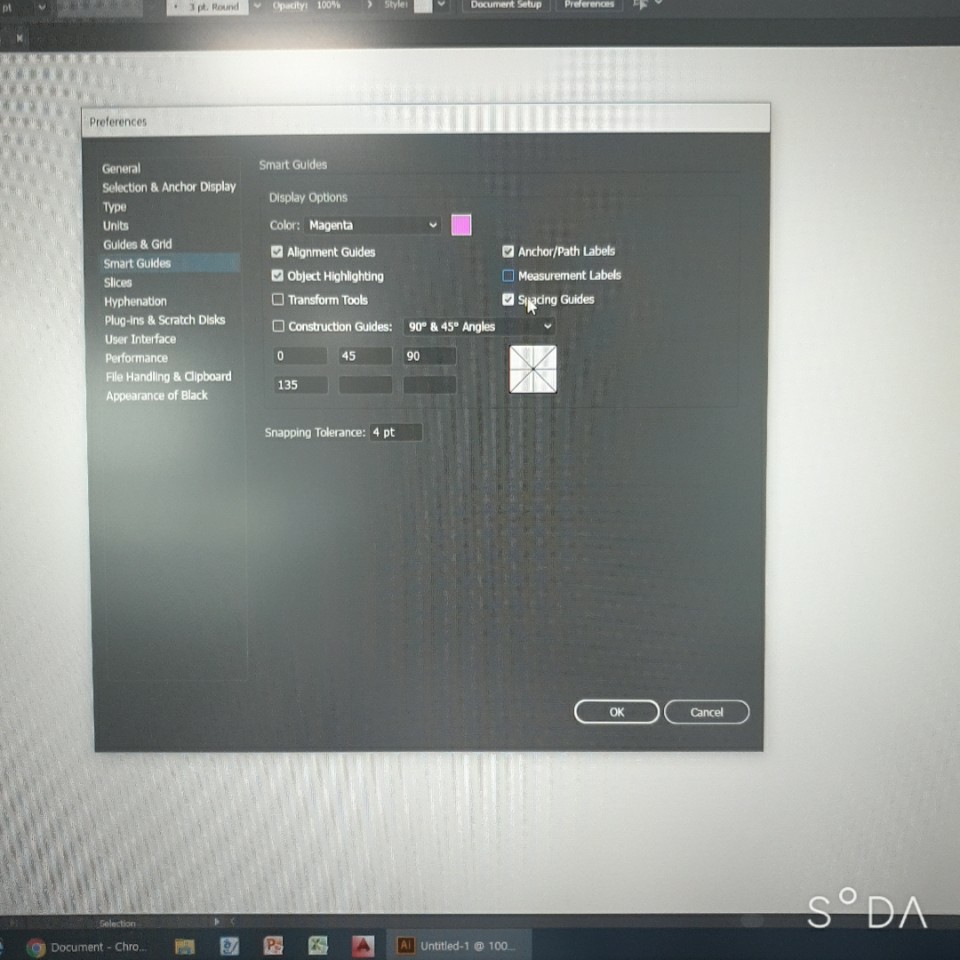 pt
3 pt. Round
Opacity: 100%
Style:
Document Setup
Preferences
Preferences
General
Selection & Anchor Display
Type
Units
Guides & Grid
Smart Guides
Slices
Hyphenation
Plug-ins & Scratch Disks
User Interface
Performance
File Handling & Clipboard
Appearance of Black
Smart Guides
Display Options
Color: Magenta
Alignment Guides
Anchor/Path Labels
Object Highlighting
Measurement Labels
Transform Tools
Spacing Guides
Construction Guides: 90° & 45° Angles
0 45 90
135
Snapping Tolerance: 4 pt
OK
Cancel
Selection
Document - Chro...
Ai Untitled-1 @ 100...
SODA